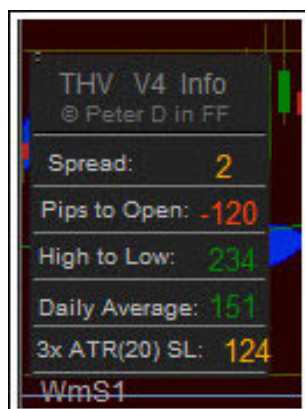 THV V4 Info
© Peter D in FF
Spread: 2
Pips to Open: -120
High to Low: 234
Daily Average: 151
3x ATR(20) SL: 124
WmS1